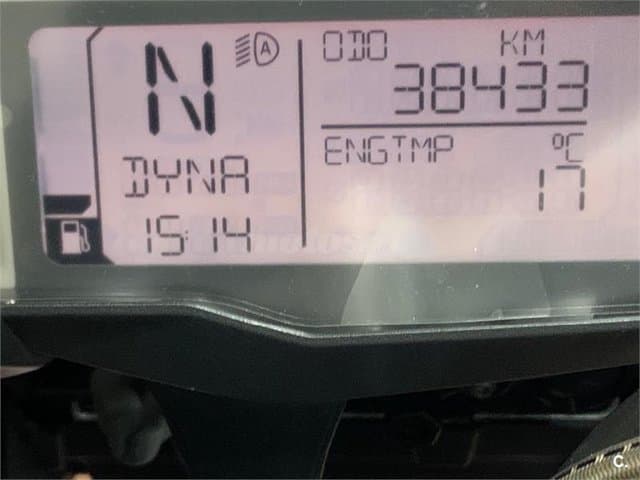 N
A
DYNA
15:14
ODO KM
38433
ENGTMP °C
17
C.